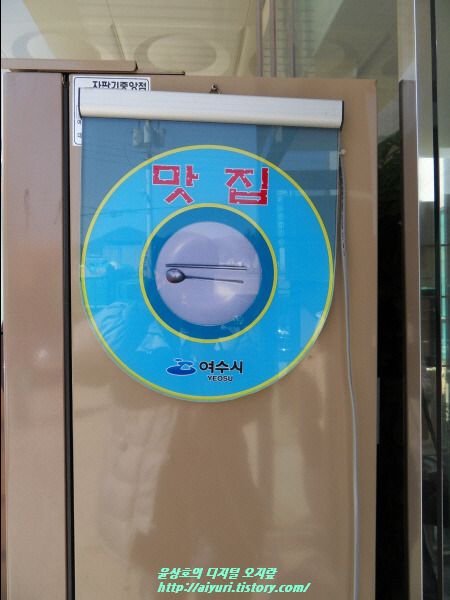 자판기중앙점
맛집
여수시
YEOSU
윤상호의 디지털 오지랖
http://aiyuri.tistory.com/